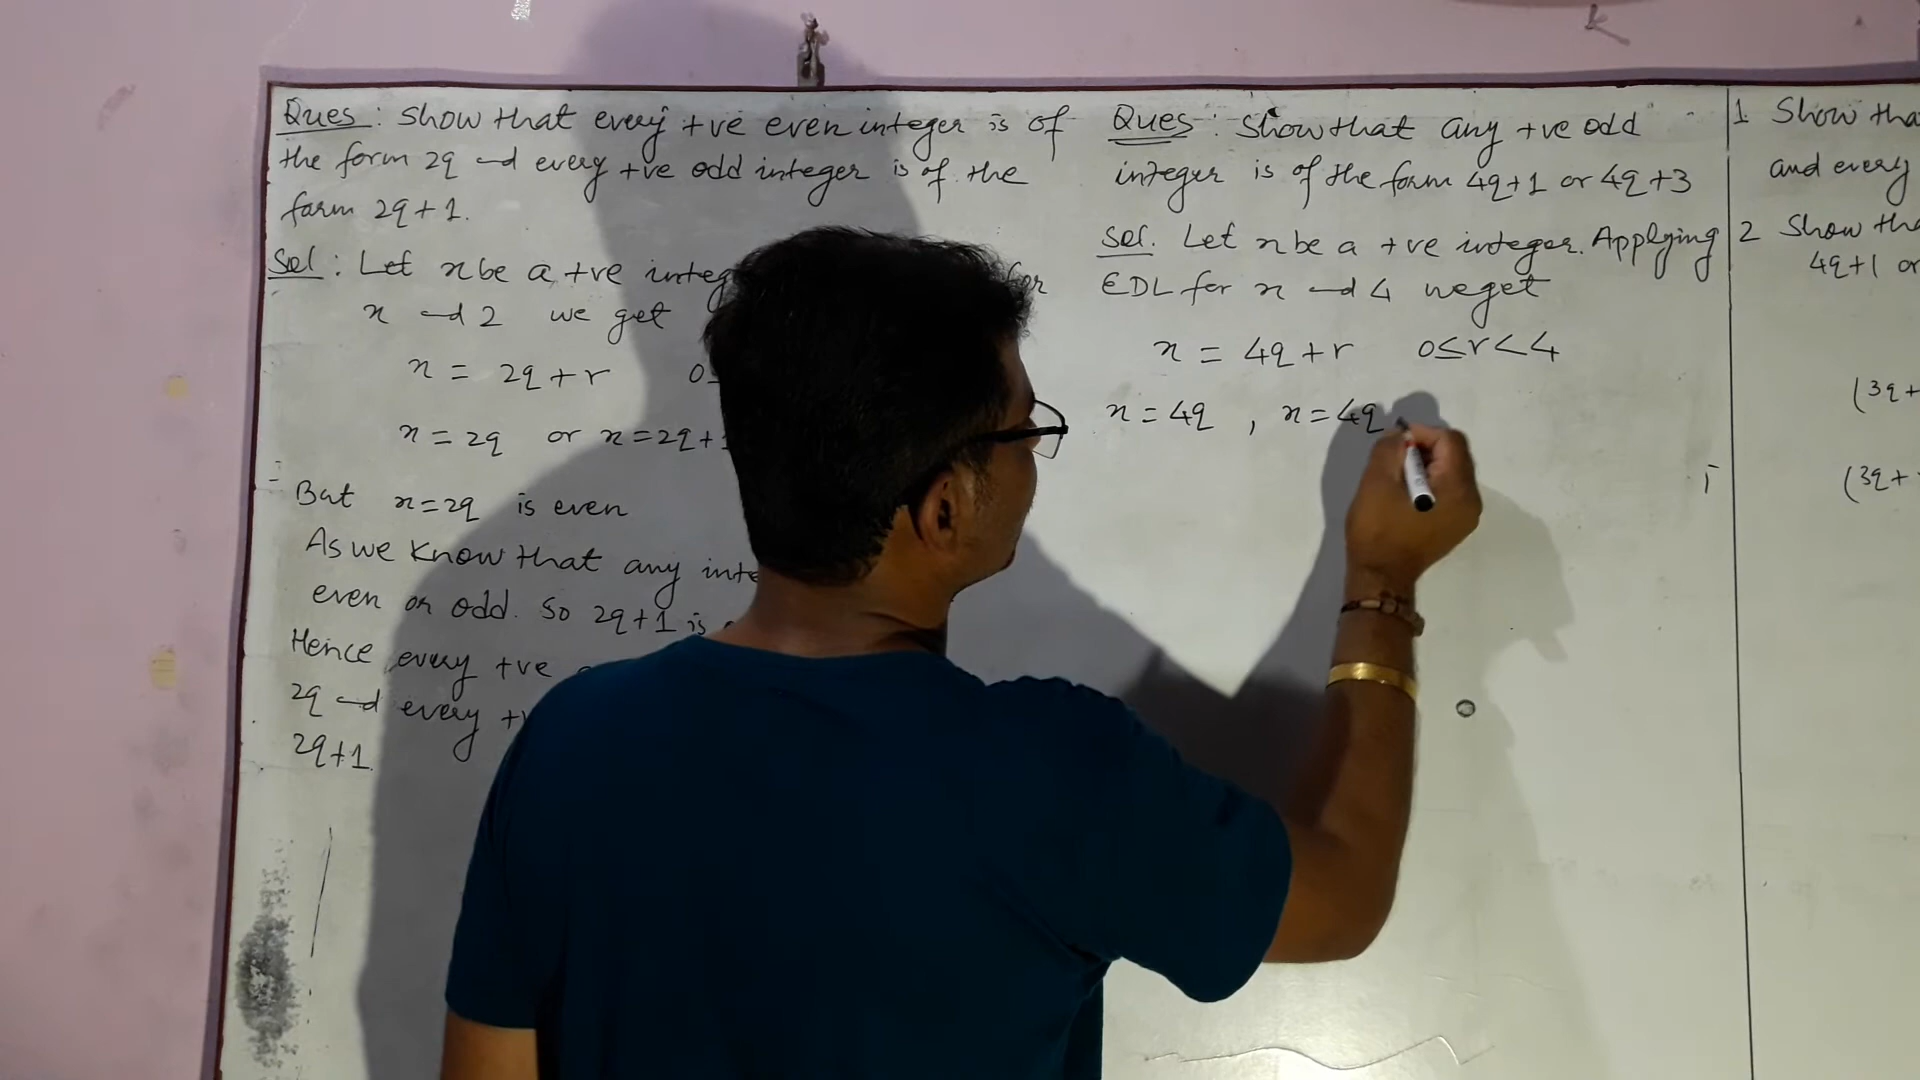 Ques : Show that every +ve even integer is of
the form 2q and every +ve odd integer is of the
form 2q+1.
Sol : Let n be a +ve integ
n and 2 we get
n = 2q + r 0≤
n = 2q or n = 2q + 1
But n=2q is even
As we know that any inte
even or odd. So 2q+1 is
Hence every +ve
2q and every +v
2q+1.
Ques : Show that any +ve odd
integer is of the form 4q+1 or 4q+3
Sol. Let n be a +ve integer. Applying
EDL for n and 4 we get
n = 4q + r 0≤r<4
n = 4q , n = 4q
1 Show tha
and every
2 Show tha
4q+1 or
(3q+
(3q+